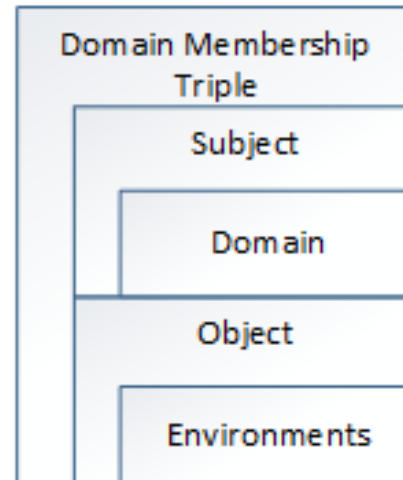 Domain Membership
Triple
Subject
Domain
Object
Environments